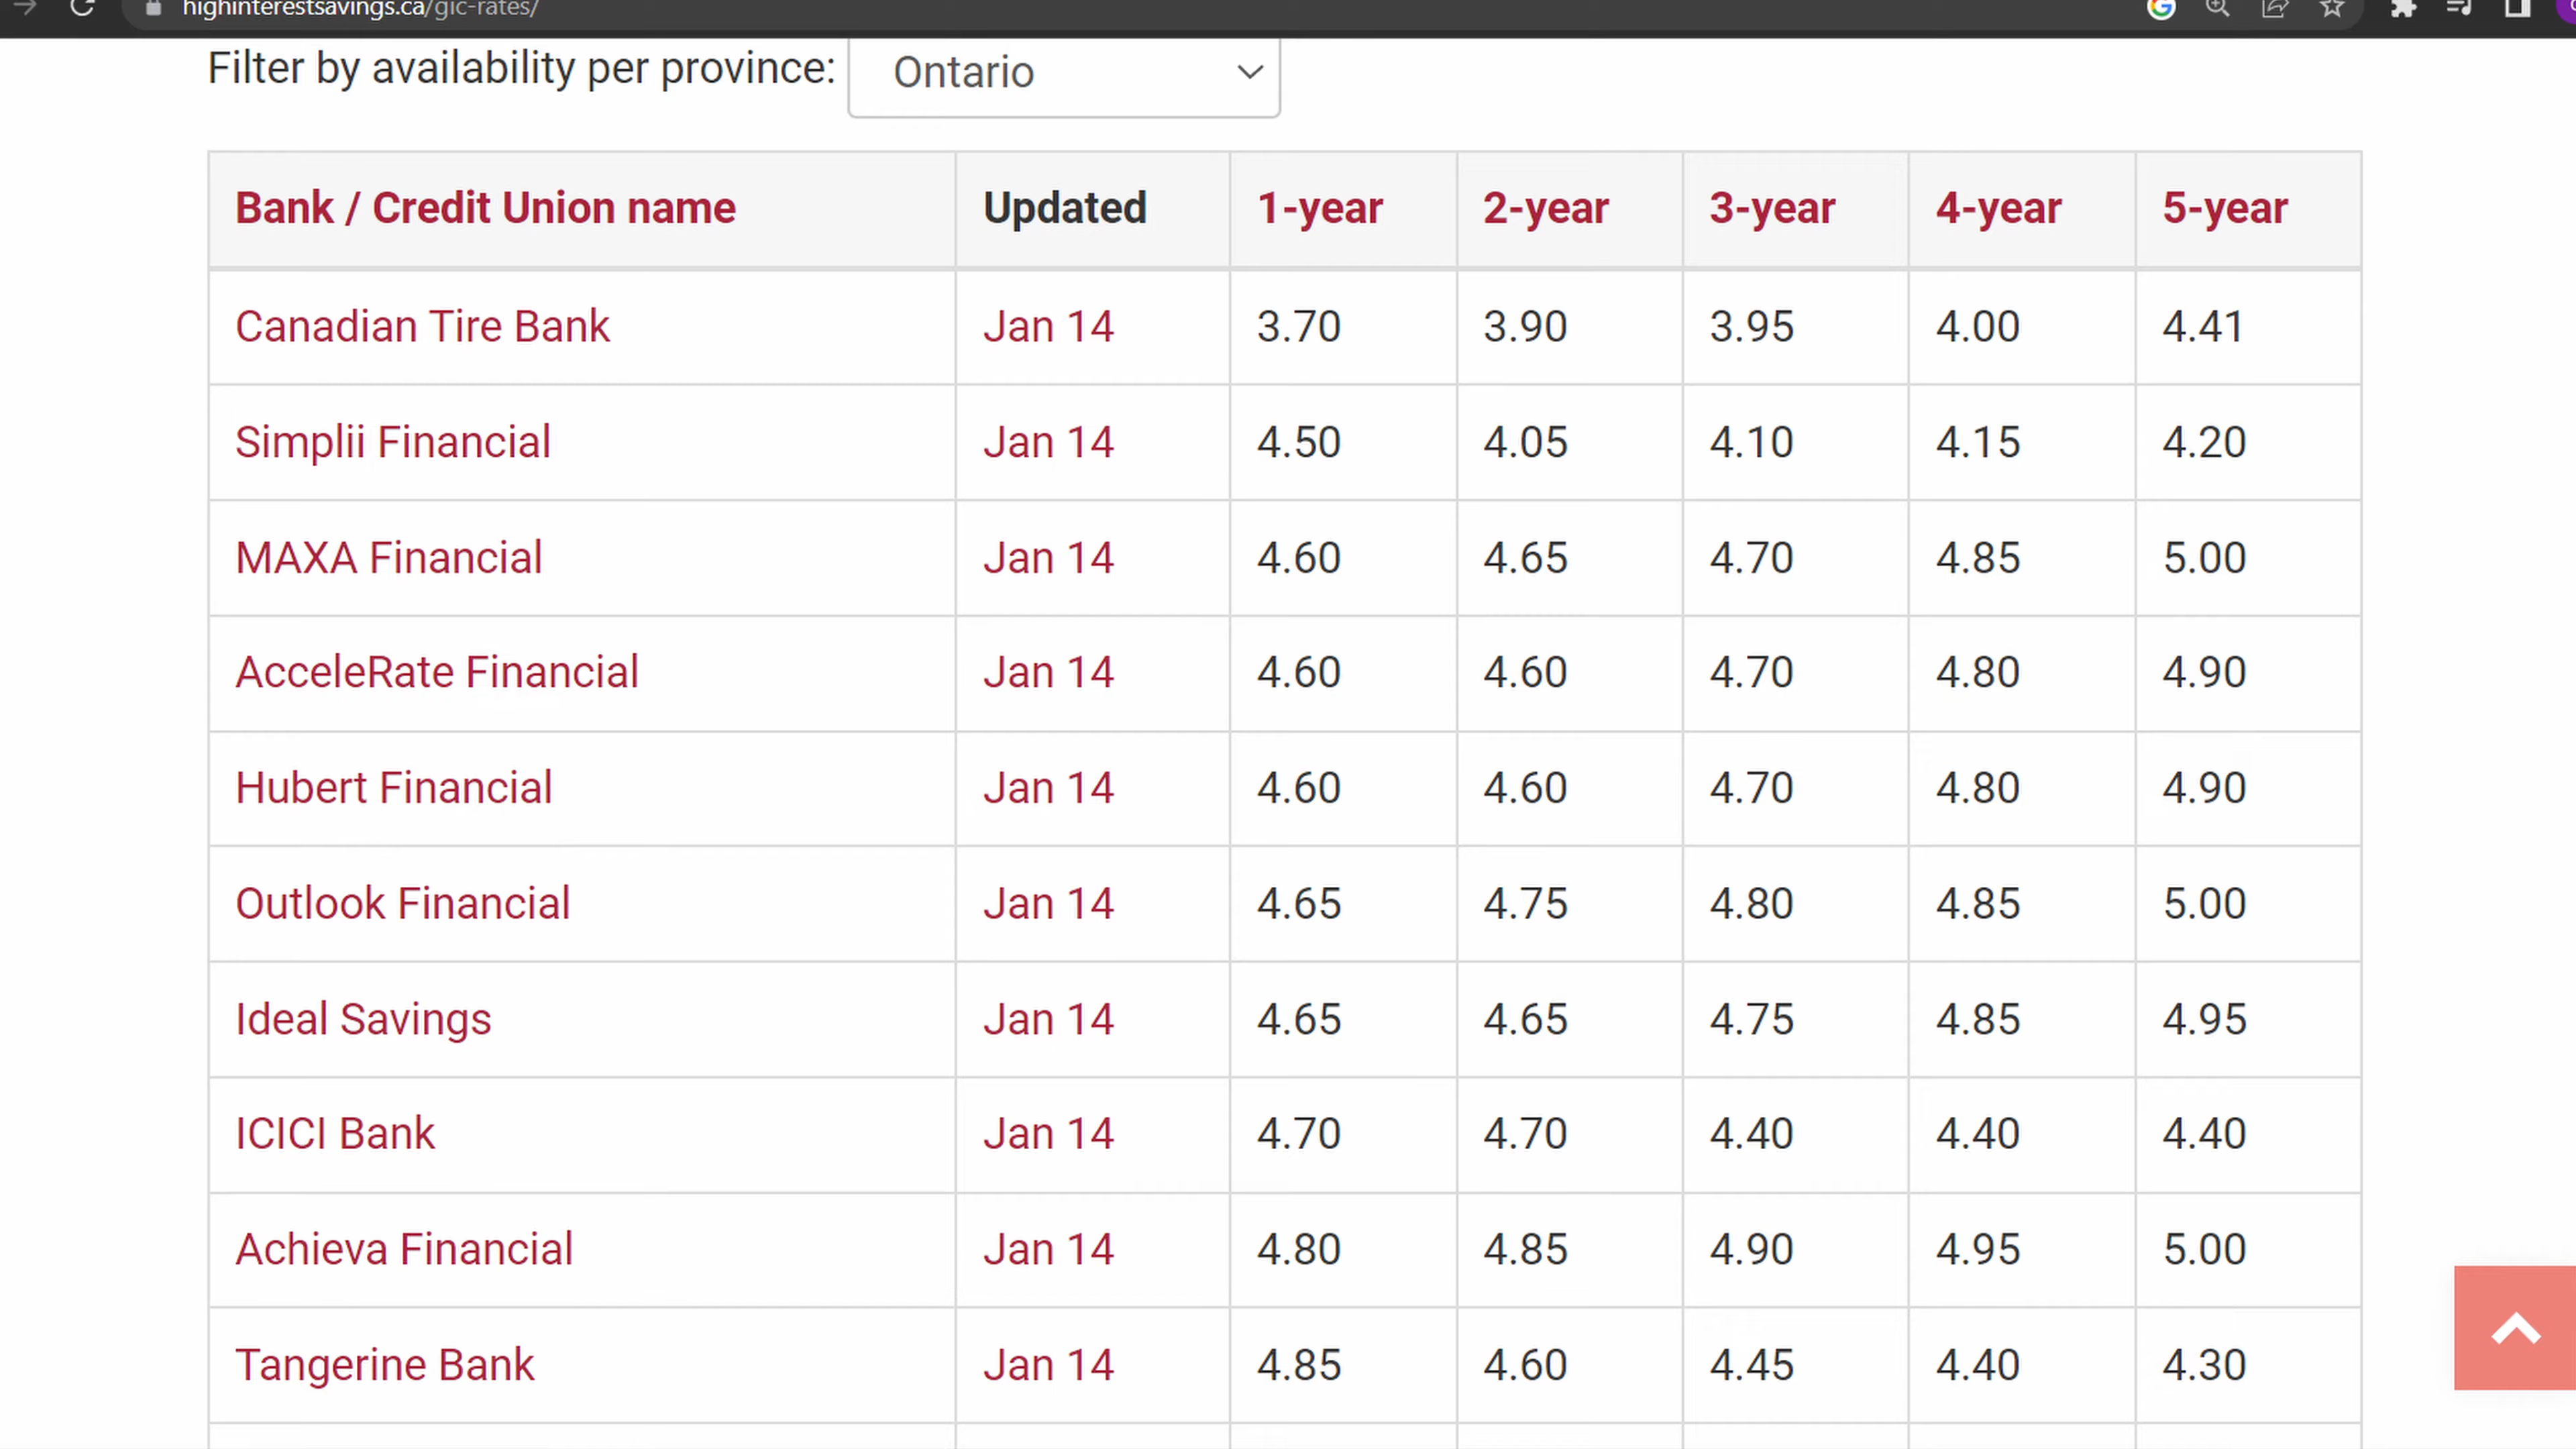 highinterestsavings.ca/gic-rates/
Filter by availability per province: Ontario
Bank / Credit Union name Updated 1-year 2-year 3-year 4-year 5-year
Canadian Tire Bank Jan 14 3.70 3.90 3.95 4.00 4.41
Simplii Financial Jan 14 4.50 4.05 4.10 4.15 4.20
MAXA Financial Jan 14 4.60 4.65 4.70 4.85 5.00
AcceleRate Financial Jan 14 4.60 4.60 4.70 4.80 4.90
Hubert Financial Jan 14 4.60 4.60 4.70 4.80 4.90
Outlook Financial Jan 14 4.65 4.75 4.80 4.85 5.00
Ideal Savings Jan 14 4.65 4.65 4.75 4.85 4.95
ICICI Bank Jan 14 4.70 4.70 4.40 4.40 4.40
Achieva Financial Jan 14 4.80 4.85 4.90 4.95 5.00
Tangerine Bank Jan 14 4.85 4.60 4.45 4.40 4.30